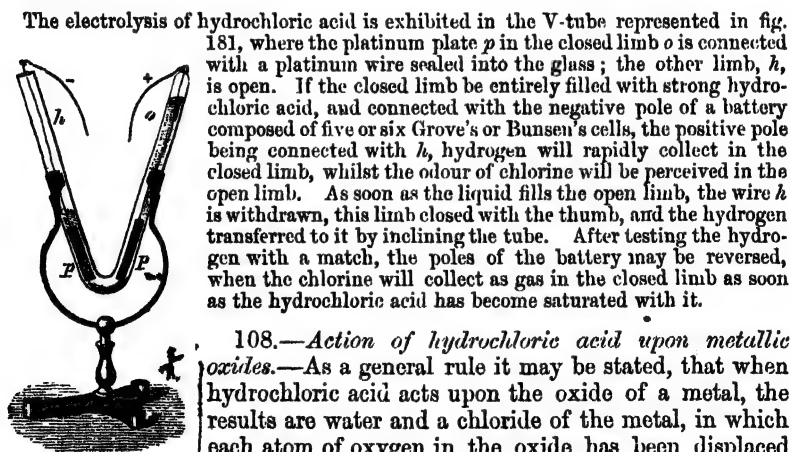 The electrolysis of hydrochloric acid is exhibited in the V-tube represented in fig.
181, where the platinum plate p in the closed limb o is connected
with a platinum wire sealed into the glass ; the other limb, h,
is open. If the closed limb be entirely filled with strong hydro-
chloric acid, and connected with the negative pole of a battery
composed of five or six Grove's or Bunsen's cells, the positive pole
being connected with h, hydrogen will rapidly collect in the
closed limb, whilst the odour of chlorine will be perceived in the
open limb. As soon as the liquid fills the open limb, the wire h
is withdrawn, this limb closed with the thumb, and the hydrogen
transferred to it by inclining the tube. After testing the hydro-
gen with a match, the poles of the battery may be reversed,
when the chlorine will collect as gas in the closed limb as soon
as the hydrochloric acid has become saturated with it.
- +
h o
p p
108.—Action of hydrochloric acid upon metallic
oxides.—As a general rule it may be stated, that when
hydrochloric acid acts upon the oxide of a metal, the
results are water and a chloride of the metal, in which
each atom of oxygen in the oxide has been displaced